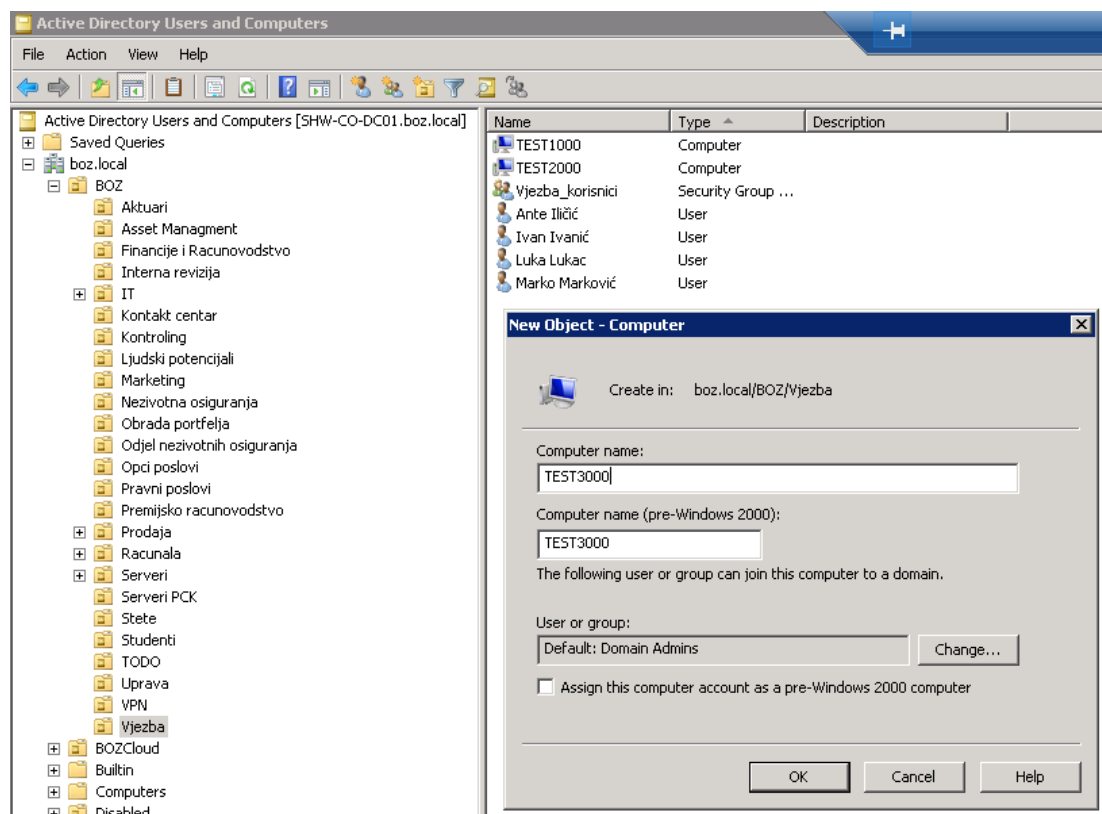 Active Directory Users and Computers
File Action View Help
Active Directory Users and Computers [SHW-CO-DC01.boz.local]
Saved Queries
boz.local
BOZ
Aktuari
Asset Managment
Financije i Racunovodstvo
Interna revizija
IT
Kontakt centar
Kontroling
Ljudski potencijali
Marketing
Nezivotna osiguranja
Obrada portfelja
Odjel nezivotnih osiguranja
Opci poslovi
Pravni poslovi
Premijsko racunovodstvo
Prodaja
Racunala
Serveri
Serveri PCK
Stete
Studenti
TODO
Uprava
VPN
Vjezba
BOZCloud
Builtin
Computers
Disabled
Name Type Description
TEST1000 Computer
TEST2000 Computer
Vjezba_korisnici Security Group ...
Ante Iličić User
Ivan Ivanić User
Luka Lukac User
Marko Marković User
New Object - Computer
Create in: boz.local/BOZ/Vjezba
Computer name:
TEST3000
Computer name (pre-Windows 2000):
TEST3000
The following user or group can join this computer to a domain.
User or group:
Default: Domain Admins
Change...
Assign this computer account as a pre-Windows 2000 computer
OK Cancel Help